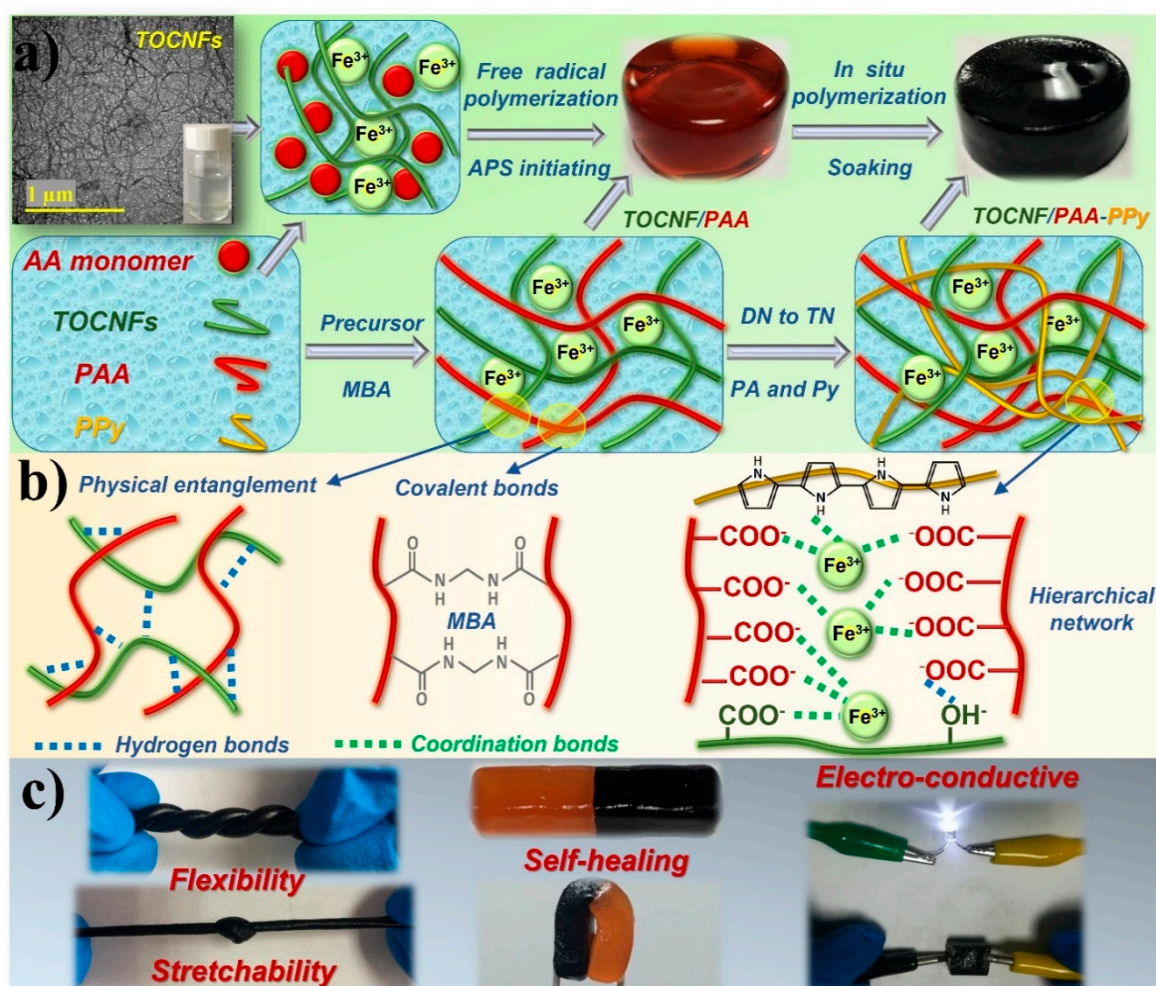 a)
TOCNFs
1 µm
Fe³⁺
Fe³⁺
Fe³⁺
Fe³⁺
Free radical
polymerization
APS initiating
In situ
polymerization
Soaking
TOCNF/PAA
TOCNF/PAA-PPy
AA monomer
TOCNFs
PAA
PPy
Precursor
MBA
Fe³⁺
Fe³⁺
Fe³⁺
Fe³⁺
DN to TN
PA and Py
Fe³⁺
Fe³⁺
Fe³⁺
Fe³⁺
b)
Physical entanglement
Hydrogen bonds
Covalent bonds
O O
N N
H H
MBA
H H
N N
O O
Coordination bonds
H H
N N
N N
H H
COO⁻ Fe³⁺ ⁻OOC
COO⁻ ⁻OOC
COO⁻ Fe³⁺ ⁻OOC
COO⁻ ⁻OOC
COO⁻ Fe³⁺ OH⁻
Hierarchical
network
c)
Flexibility
Stretchability
Self-healing
Electro-conductive